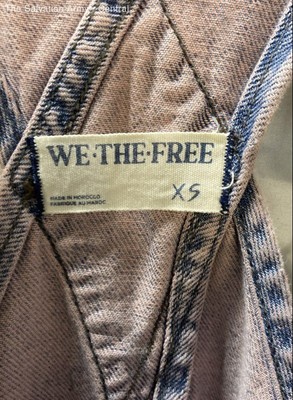 The Salvation Army Central
WE·THE·FREE
XS
MADE IN MOROCCO
FABRIQUE AU MAROC